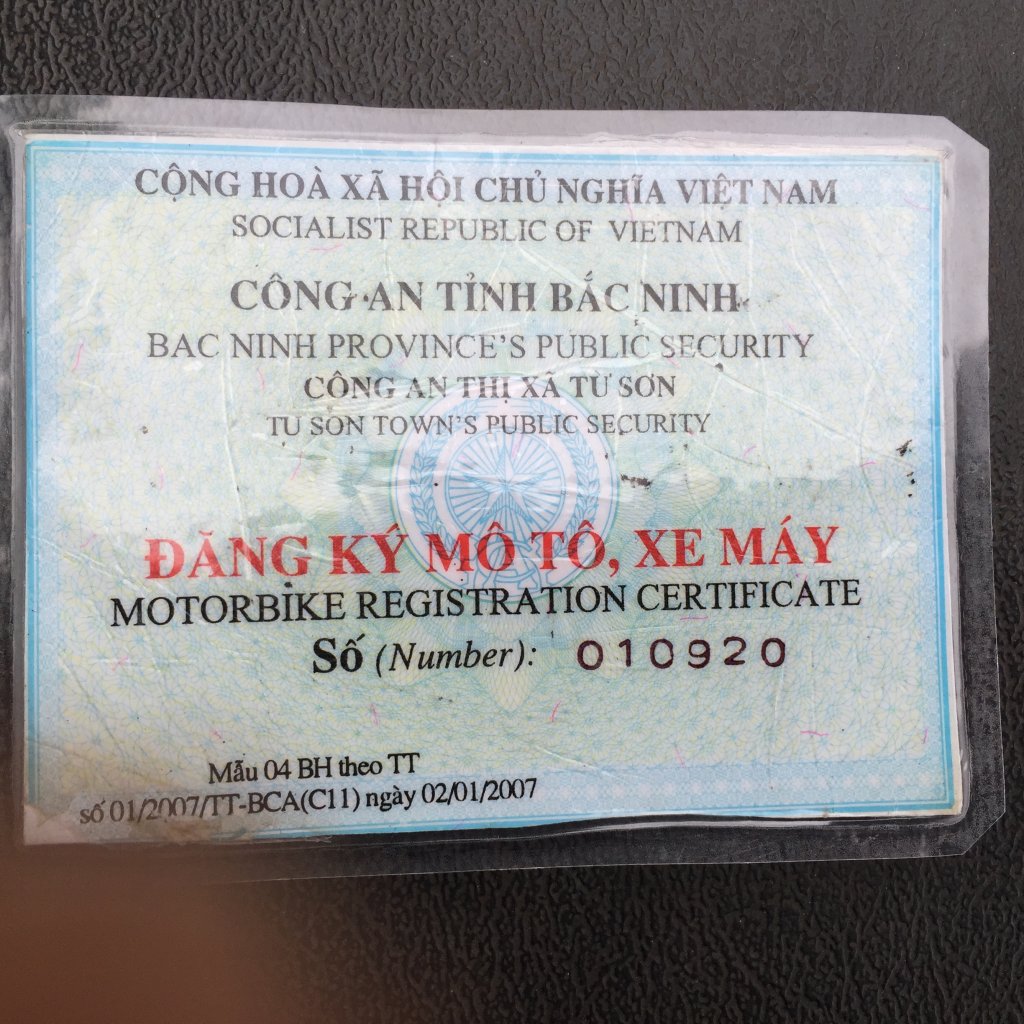 CỘNG HOÀ XÃ HỘI CHỦ NGHĨA VIỆT NAM
SOCIALIST REPUBLIC OF VIETNAM
CÔNG AN TỈNH BẮC NINH
BAC NINH PROVINCE'S PUBLIC SECURITY
CÔNG AN THỊ XÃ TỪ SƠN
TU SON TOWN'S PUBLIC SECURITY
ĐĂNG KÝ MÔ TÔ, XE MÁY
MOTORBIKE REGISTRATION CERTIFICATE
Số (Number): 010920
Mẫu 04 BH theo TT
số 01/2007/TT-BCA(C11) ngày 02/01/2007